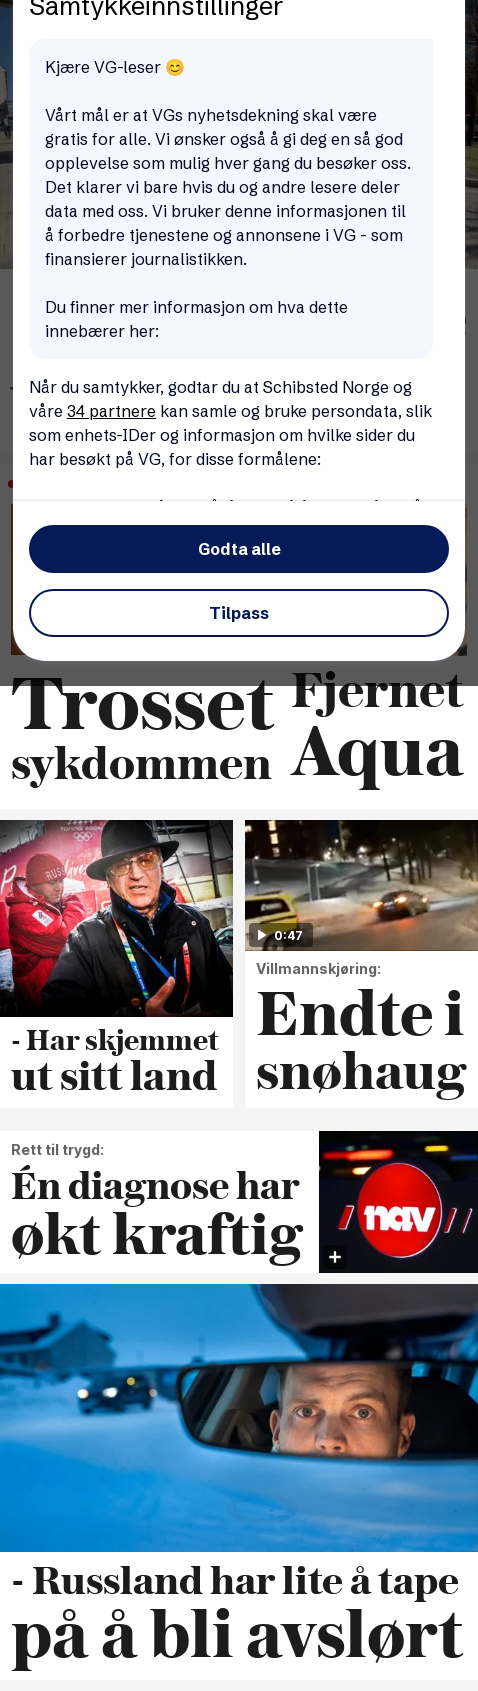 Samtykkeinnstillinger
Kjære VG-leser 😊
Vårt mål er at VGs nyhetsdekning skal være
gratis for alle. Vi ønsker også å gi deg en så god
opplevelse som mulig hver gang du besøker oss.
Det klarer vi bare hvis du og andre lesere deler
data med oss. Vi bruker denne informasjonen til
å forbedre tjenestene og annonsene i VG - som
finansierer journalistikken.
Du finner mer informasjon om hva dette
innebærer her:
Når du samtykker, godtar du at Schibsted Norge og
våre 34 partnere kan samle og bruke persondata, slik
som enhets-IDer og informasjon om hvilke sider du
har besøkt på VG, for disse formålene:
Godta alle
Tilpass
Trosset
sykdommen
Fjernet
Aqua
- Har skjemmet
ut sitt land
0:47
Villmannskjøring:
Endte i
snøhaug
Rett til trygd:
Én diagnose har
økt kraftig
nav
- Russland har lite å tape
på å bli avslørt